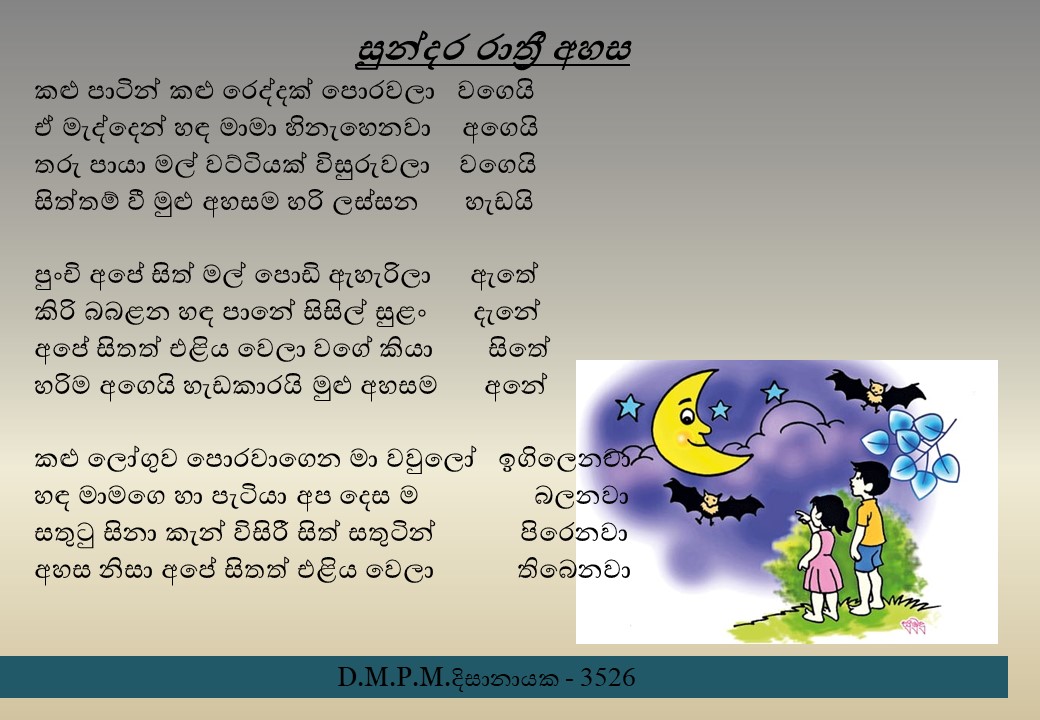 සුන්දර රාත්‍රී අහස
කළු පාටින් කළු රෙද්දක් පොරවලා වගෙයි
ඒ මැද්දෙන් හඳ මාමා හිනැහෙනවා අගෙයි
තරු පායා මල් වට්ටියක් විසුරුවලා වගෙයි
සිත්තම් වී මුළු අහසම හරි ලස්සන හැඩයි
පුංචි අපේ සිත් මල් පොඩි ඇහැරිලා ඇතේ
කිරි බබළන හඳ පානේ සිසිල් සුළං දැනේ
අපේ සිතත් එළිය වෙලා වගේ කියා සිතේ
හරිම අගෙයි හැඩකාරයි මුළු අහසම අනේ
කළු ලෝගුව පොරවාගෙන මා වවුලෝ ඉගිලෙනවා
හඳ මාමගෙ හා පැටියා අප දෙස ම බලනවා
සතුටු සිනා කැන් විසිරී සිත් සතුටින් පිරෙනවා
අහස නිසා අපේ සිතත් එළිය වෙලා තිබෙනවා
D.M.P.M.දිසානායක - 3526